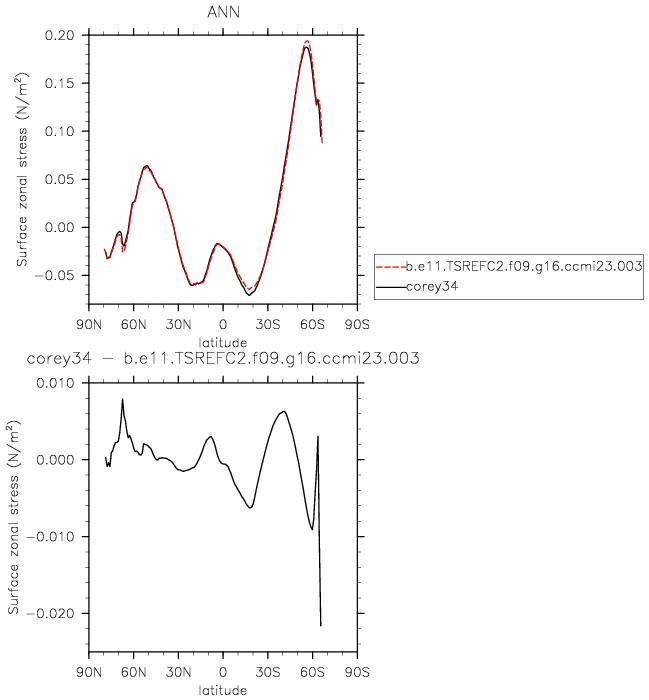 ANN
Surface zonal stress (N/m²)
0.20
0.15
0.10
0.05
0.00
−0.05
90N 60N 30N 0 30S 60S 90S
latitude
b.e11.TSREFC2.f09.g16.ccmi23.003
corey34
corey34 − b.e11.TSREFC2.f09.g16.ccmi23.003
Surface zonal stress (N/m²)
0.010
0.000
−0.010
−0.020
90N 60N 30N 0 30S 60S 90S
latitude